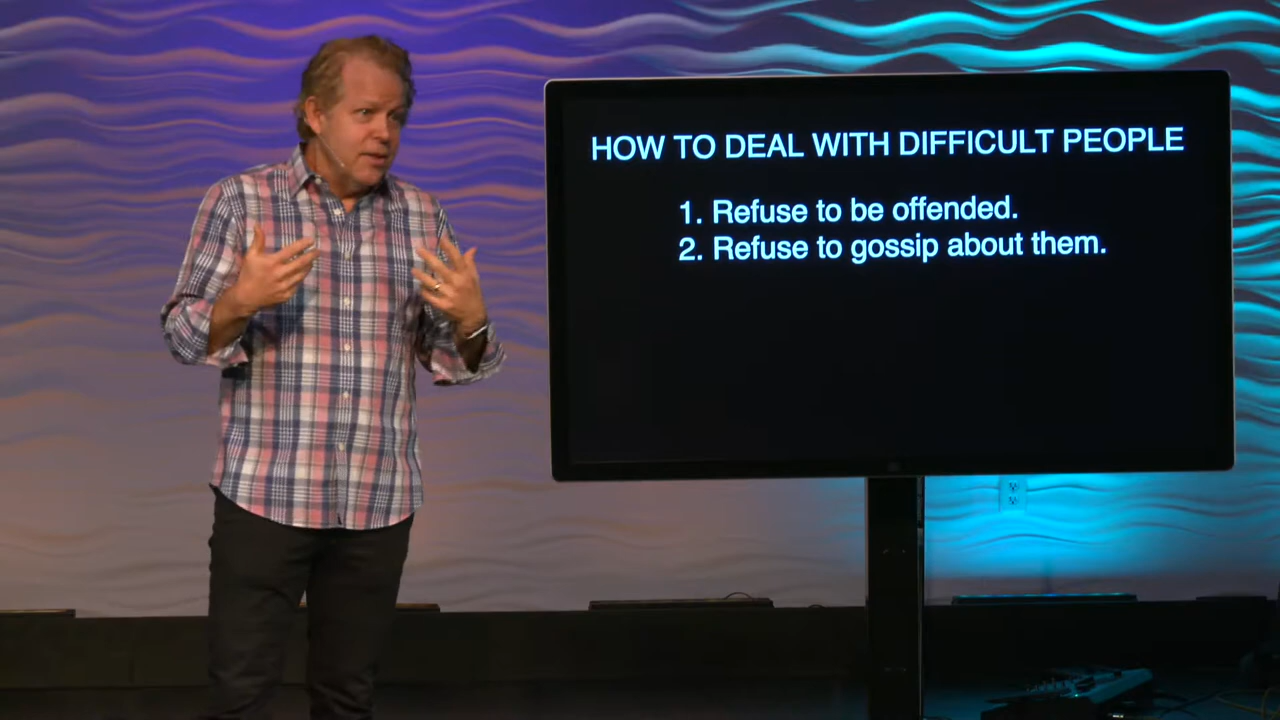 HOW TO DEAL WITH DIFFICULT PEOPLE
1. Refuse to be offended.
2. Refuse to gossip about them.